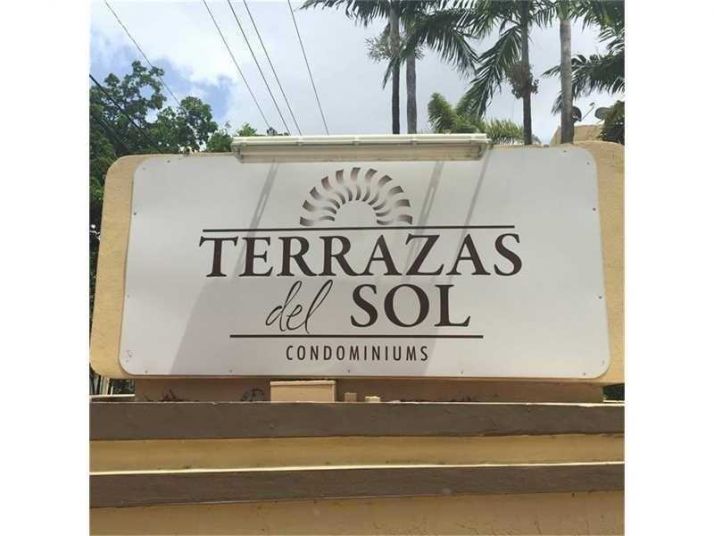 TERRAZAS
del SOL
CONDOMINIUMS